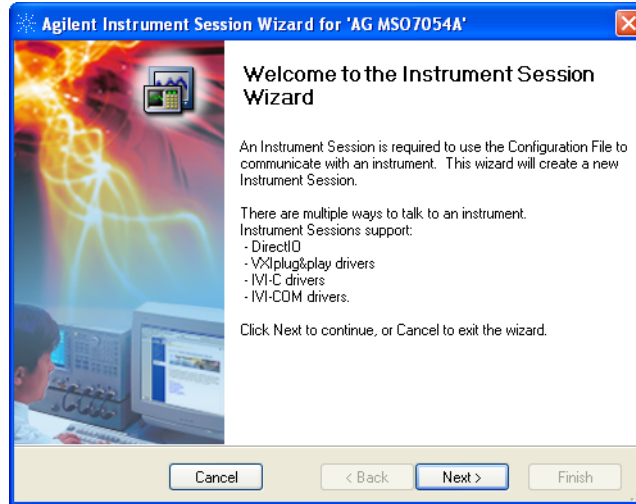 Agilent Instrument Session Wizard for 'AG MSO7054A'
Welcome to the Instrument Session
Wizard
An Instrument Session is required to use the Configuration File to
communicate with an instrument. This wizard will create a new
Instrument Session.
There are multiple ways to talk to an instrument.
Instrument Sessions support:
- DirectIO
- VXIplug&play drivers
- IVI-C drivers
- IVI-COM drivers.
Click Next to continue, or Cancel to exit the wizard.
Cancel < Back Next > Finish